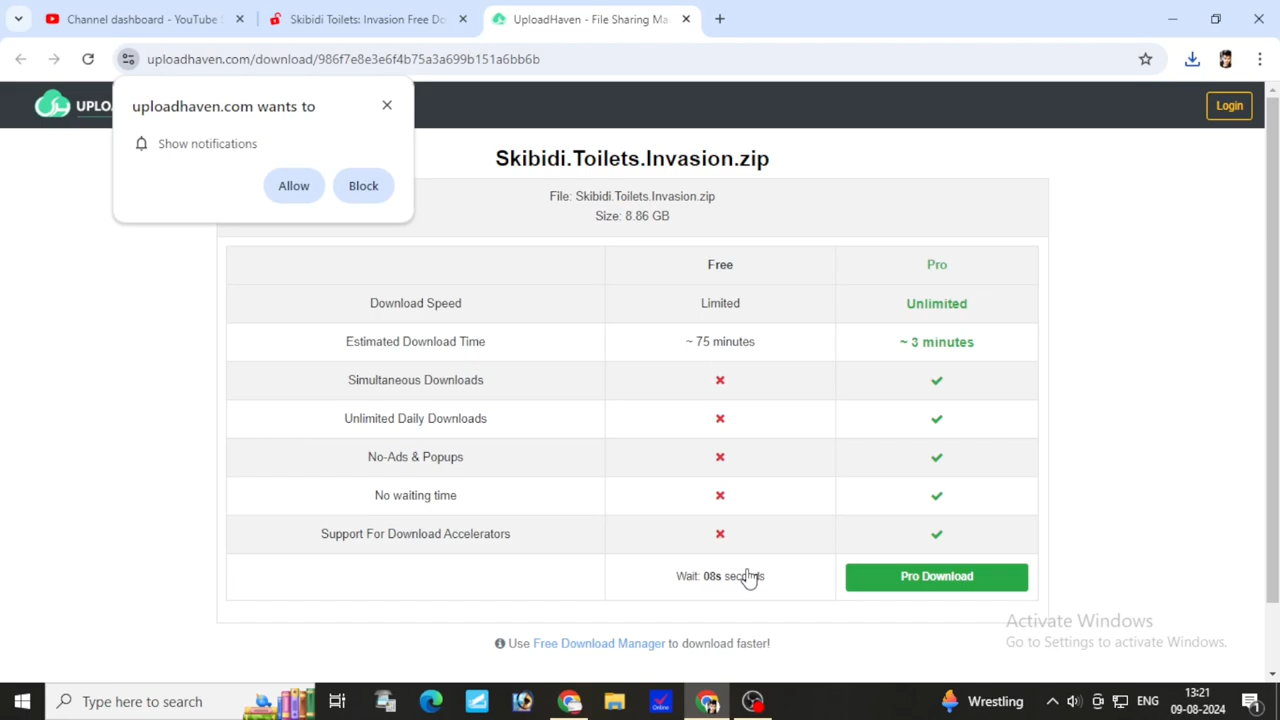 Channel dashboard - YouTube
Skibidi Toilets: Invasion Free Do
UploadHaven - File Sharing Ma
uploadhaven.com/download/986f7e8e3e6f4b75a3a699b151a6bb6b
uploadhaven.com wants to
Show notifications
Allow
Block
UPLO
Login
Skibidi.Toilets.Invasion.zip
File: Skibidi.Toilets.Invasion.zip
Size: 8.86 GB
Free
Pro
Download Speed
Limited
Unlimited
Estimated Download Time
~ 75 minutes
~ 3 minutes
Simultaneous Downloads
Unlimited Daily Downloads
No-Ads & Popups
No waiting time
Support For Download Accelerators
Wait: 08s seconds
Pro Download
Use Free Download Manager to download faster!
Activate Windows
Go to Settings to activate Windows.
Type here to search
Online
Wrestling
ENG
13:21
09-08-2024
1